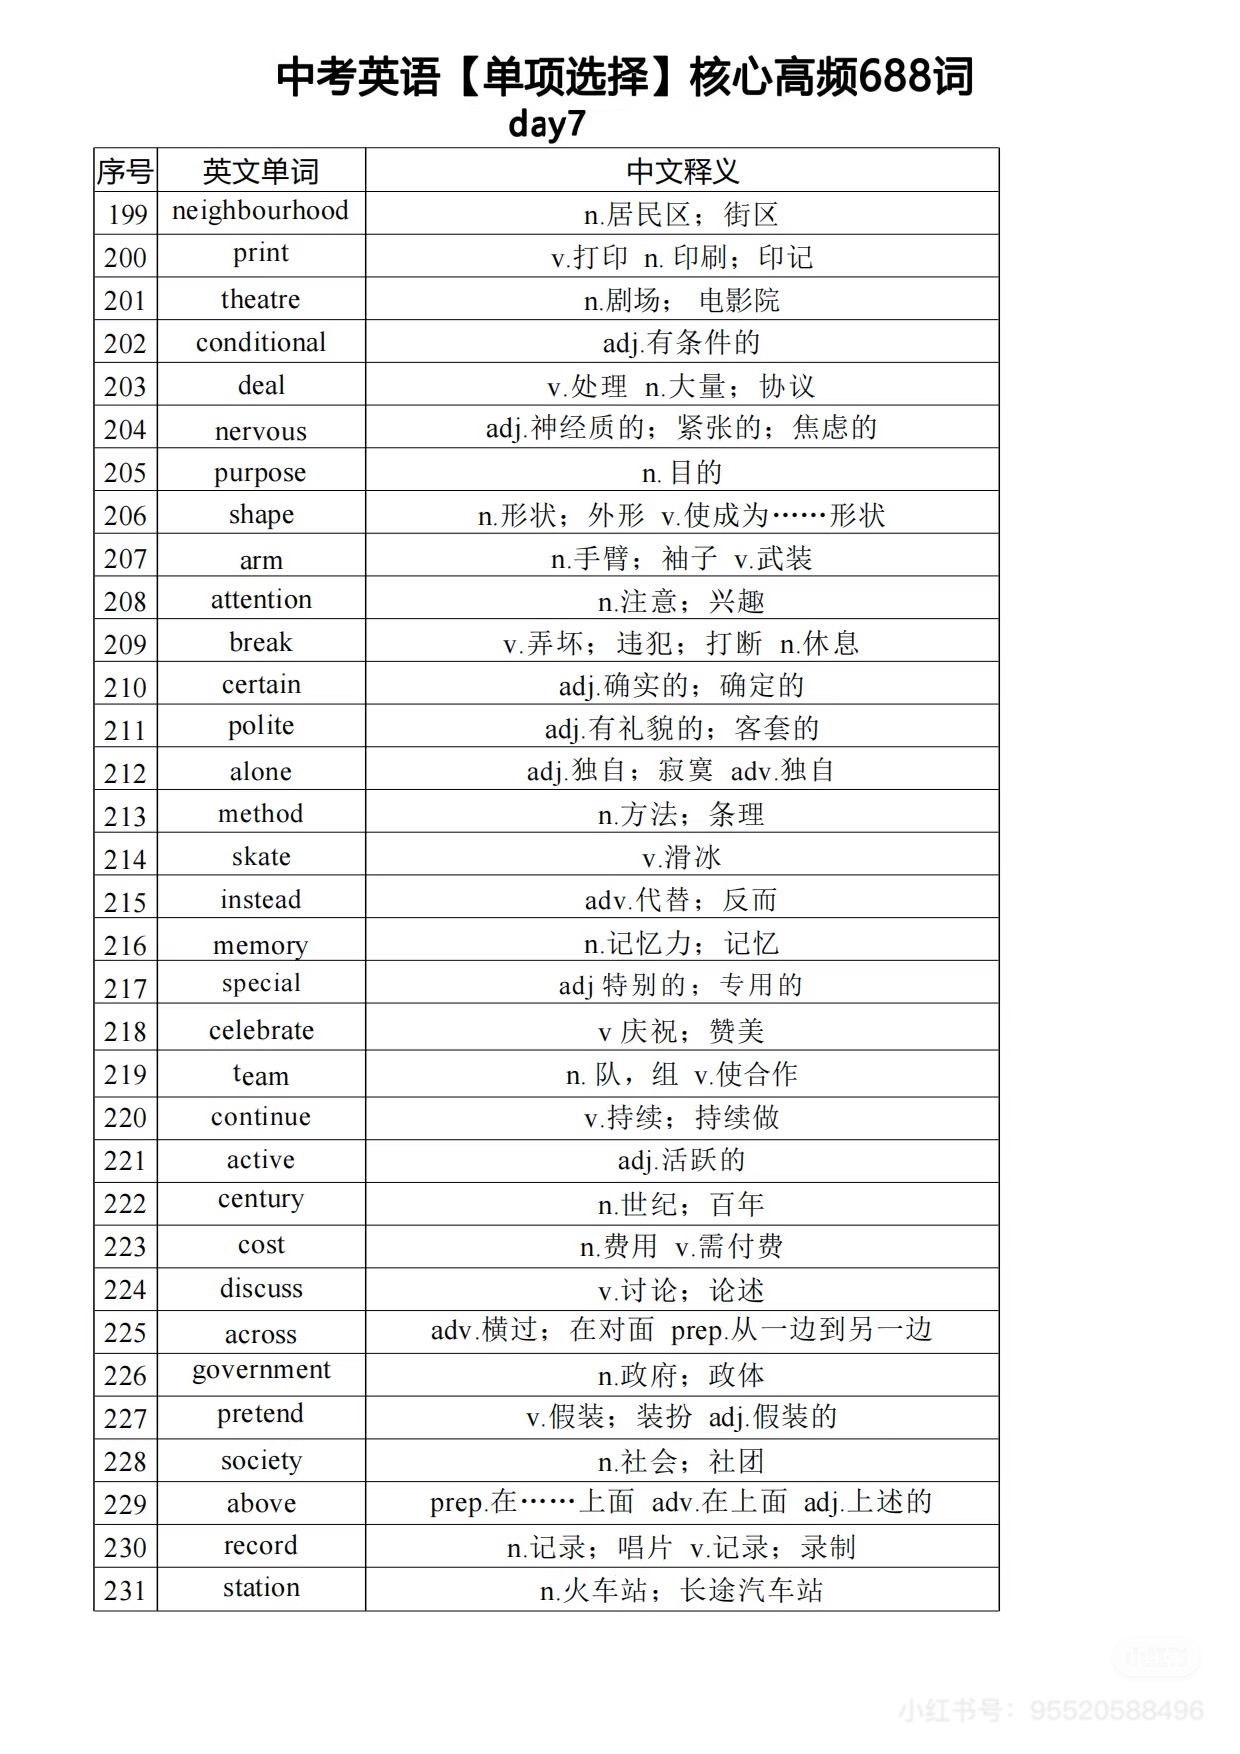 中考英语【单项选择】核心高频688词
day7
序号 英文单词 中文释义
199 neighbourhood n.居民区；街区
200 print v.打印 n. 印刷；印记
201 theatre n.剧场； 电影院
202 conditional adj.有条件的
203 deal v.处理 n.大量；协议
204 nervous adj.神经质的；紧张的；焦虑的
205 purpose n. 目的
206 shape n.形状；外形 v.使成为……形状
207 arm n.手臂；袖子 v.武装
208 attention n.注意；兴趣
209 break v.弄坏；违犯；打断 n.休息
210 certain adj.确实的；确定的
211 polite adj.有礼貌的；客套的
212 alone adj.独自；寂寞 adv.独自
213 method n.方法；条理
214 skate v.滑冰
215 instead adv.代替；反而
216 memory n.记忆力；记忆
217 special adj 特别的；专用的
218 celebrate v 庆祝；赞美
219 team n. 队，组 v.使合作
220 continue v.持续；持续做
221 active adj.活跃的
222 century n.世纪；百年
223 cost n.费用 v.需付费
224 discuss v.讨论；论述
225 across adv.横过；在对面 prep.从一边到另一边
226 government n.政府；政体
227 pretend v.假装；装扮 adj.假装的
228 society n.社会；社团
229 above prep.在……上面 adv.在上面 adj.上述的
230 record n.记录；唱片 v.记录；录制
231 station n.火车站；长途汽车站
小红书
小红书号：95520588496